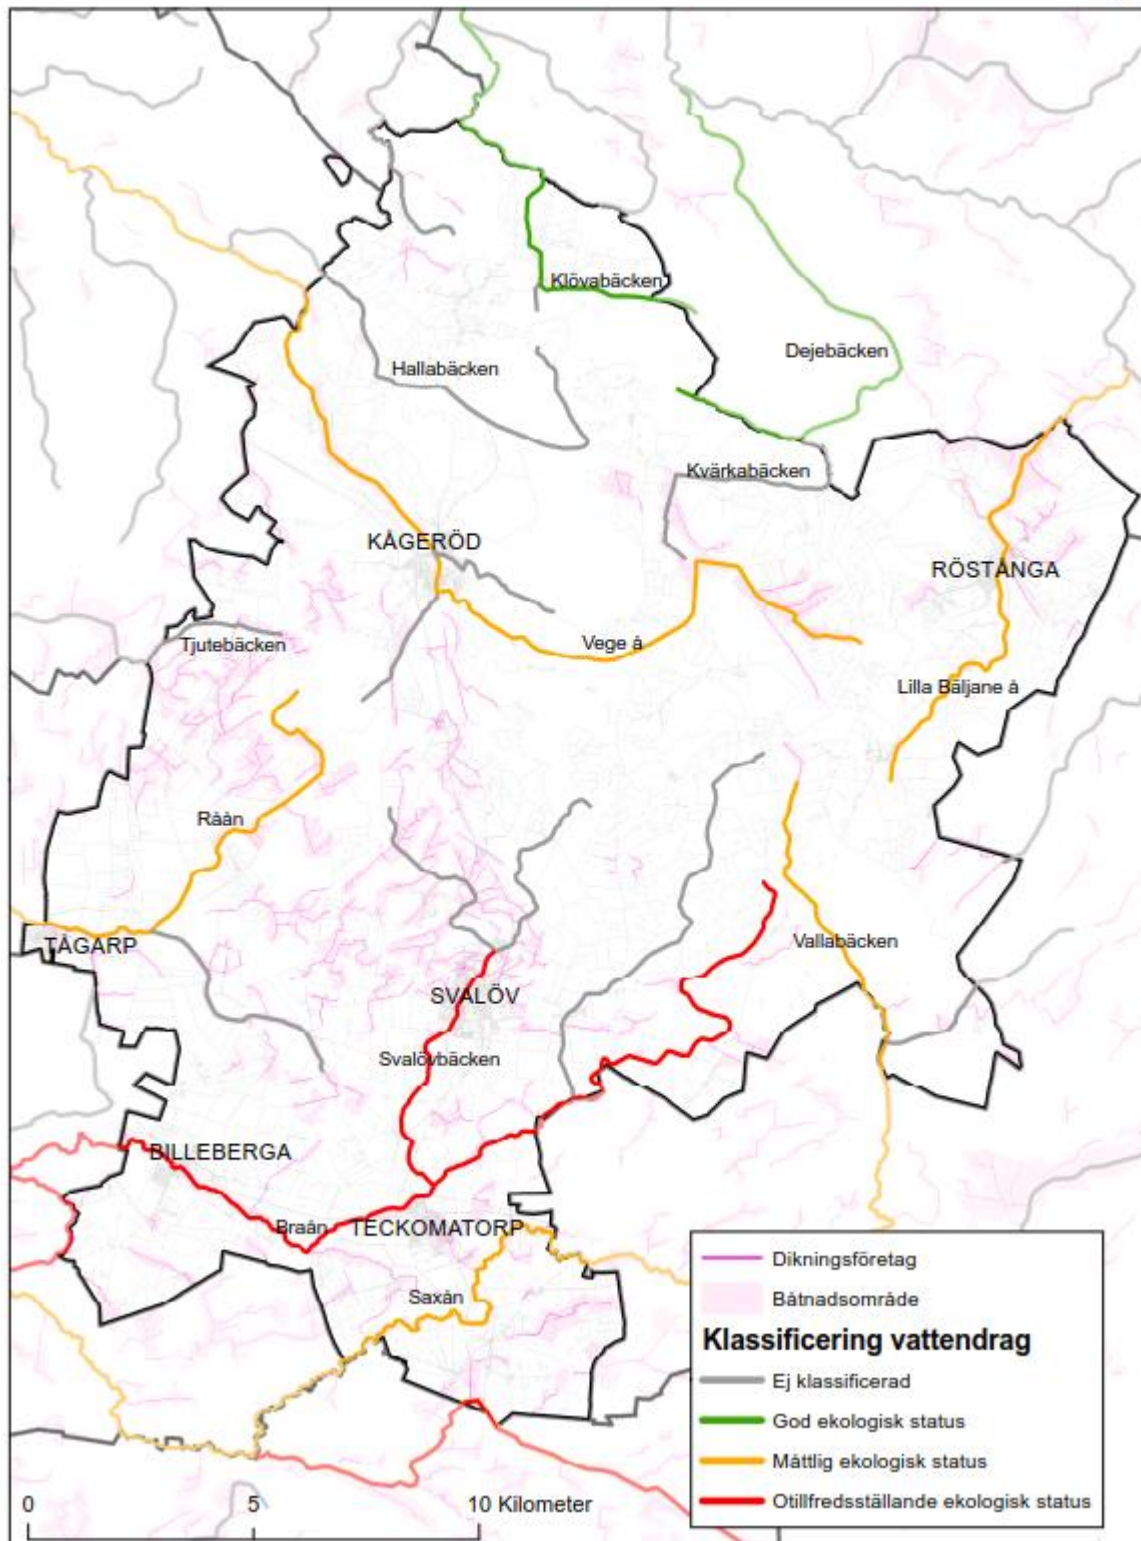 Klövabäcken
Dejebäcken
Hallabäcken
Kvärkabäcken
KÅGERÖD
RÖSTÅNGA
Tjutebäcken
Vege å
Lilla Bäljane å
Råån
TÅGARP
Vallabäcken
SVALÖV
Svalövbäcken
BILLEBERGA
Braån
TECKOMATORP
Saxån
Dikningsföretag
Båtnadsområde
Klassificering vattendrag
Ej klassificerad
God ekologisk status
Måttlig ekologisk status
Otillfredsställande ekologisk status
0 5 10 Kilometer